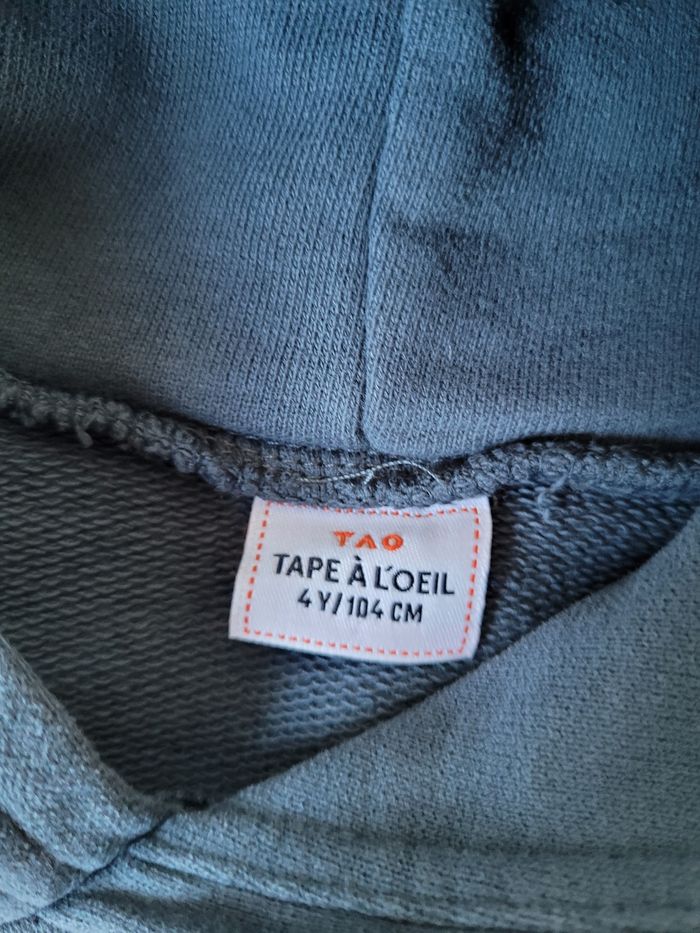 TAO
TAPE À L'OEIL
4 Y/104 CM